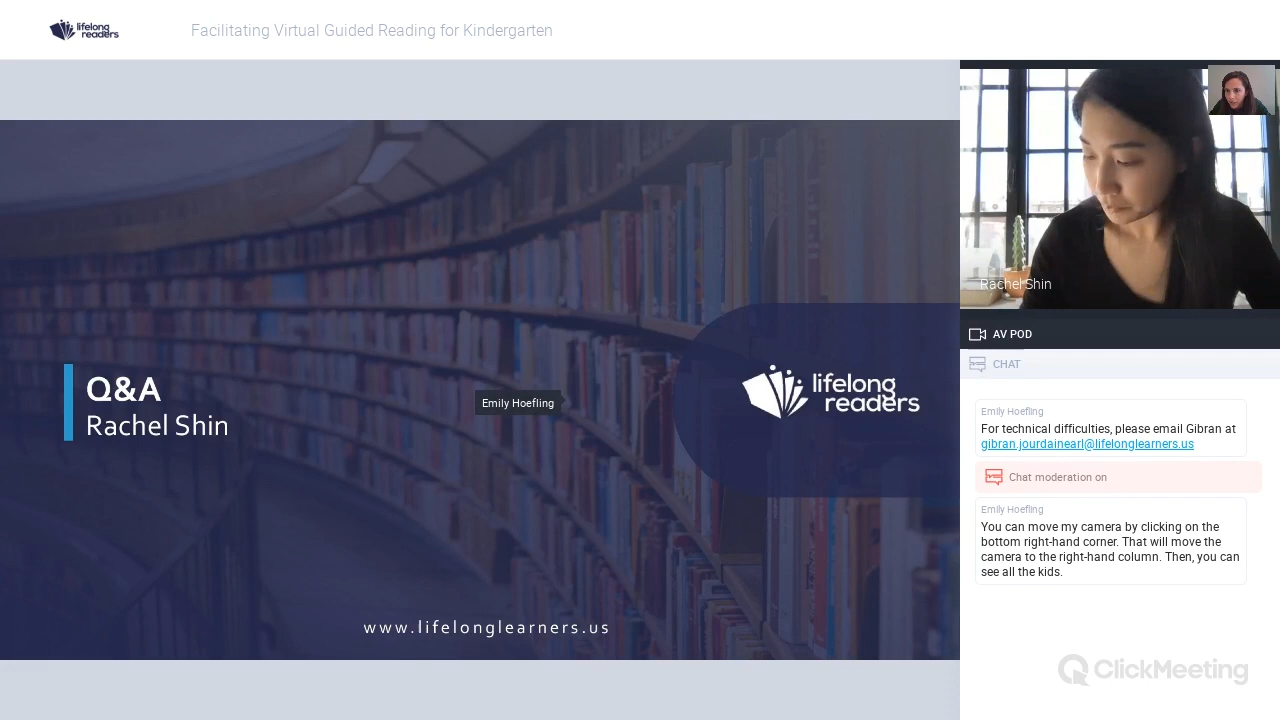 lifelong
readers
Facilitating Virtual Guided Reading for Kindergarten
Q&A
Rachel Shin
Emily Hoefling
lifelong
readers
www.lifelonglearners.us
Rachel Shin
AV POD
CHAT
Emily Hoefling
For technical difficulties, please email Gibran at
gibran.jourdainearl@lifelonglearners.us
Chat moderation on
Emily Hoefling
You can move my camera by clicking on the
bottom right-hand corner. That will move the
camera to the right-hand column. Then, you can
see all the kids.
ClickMeeting